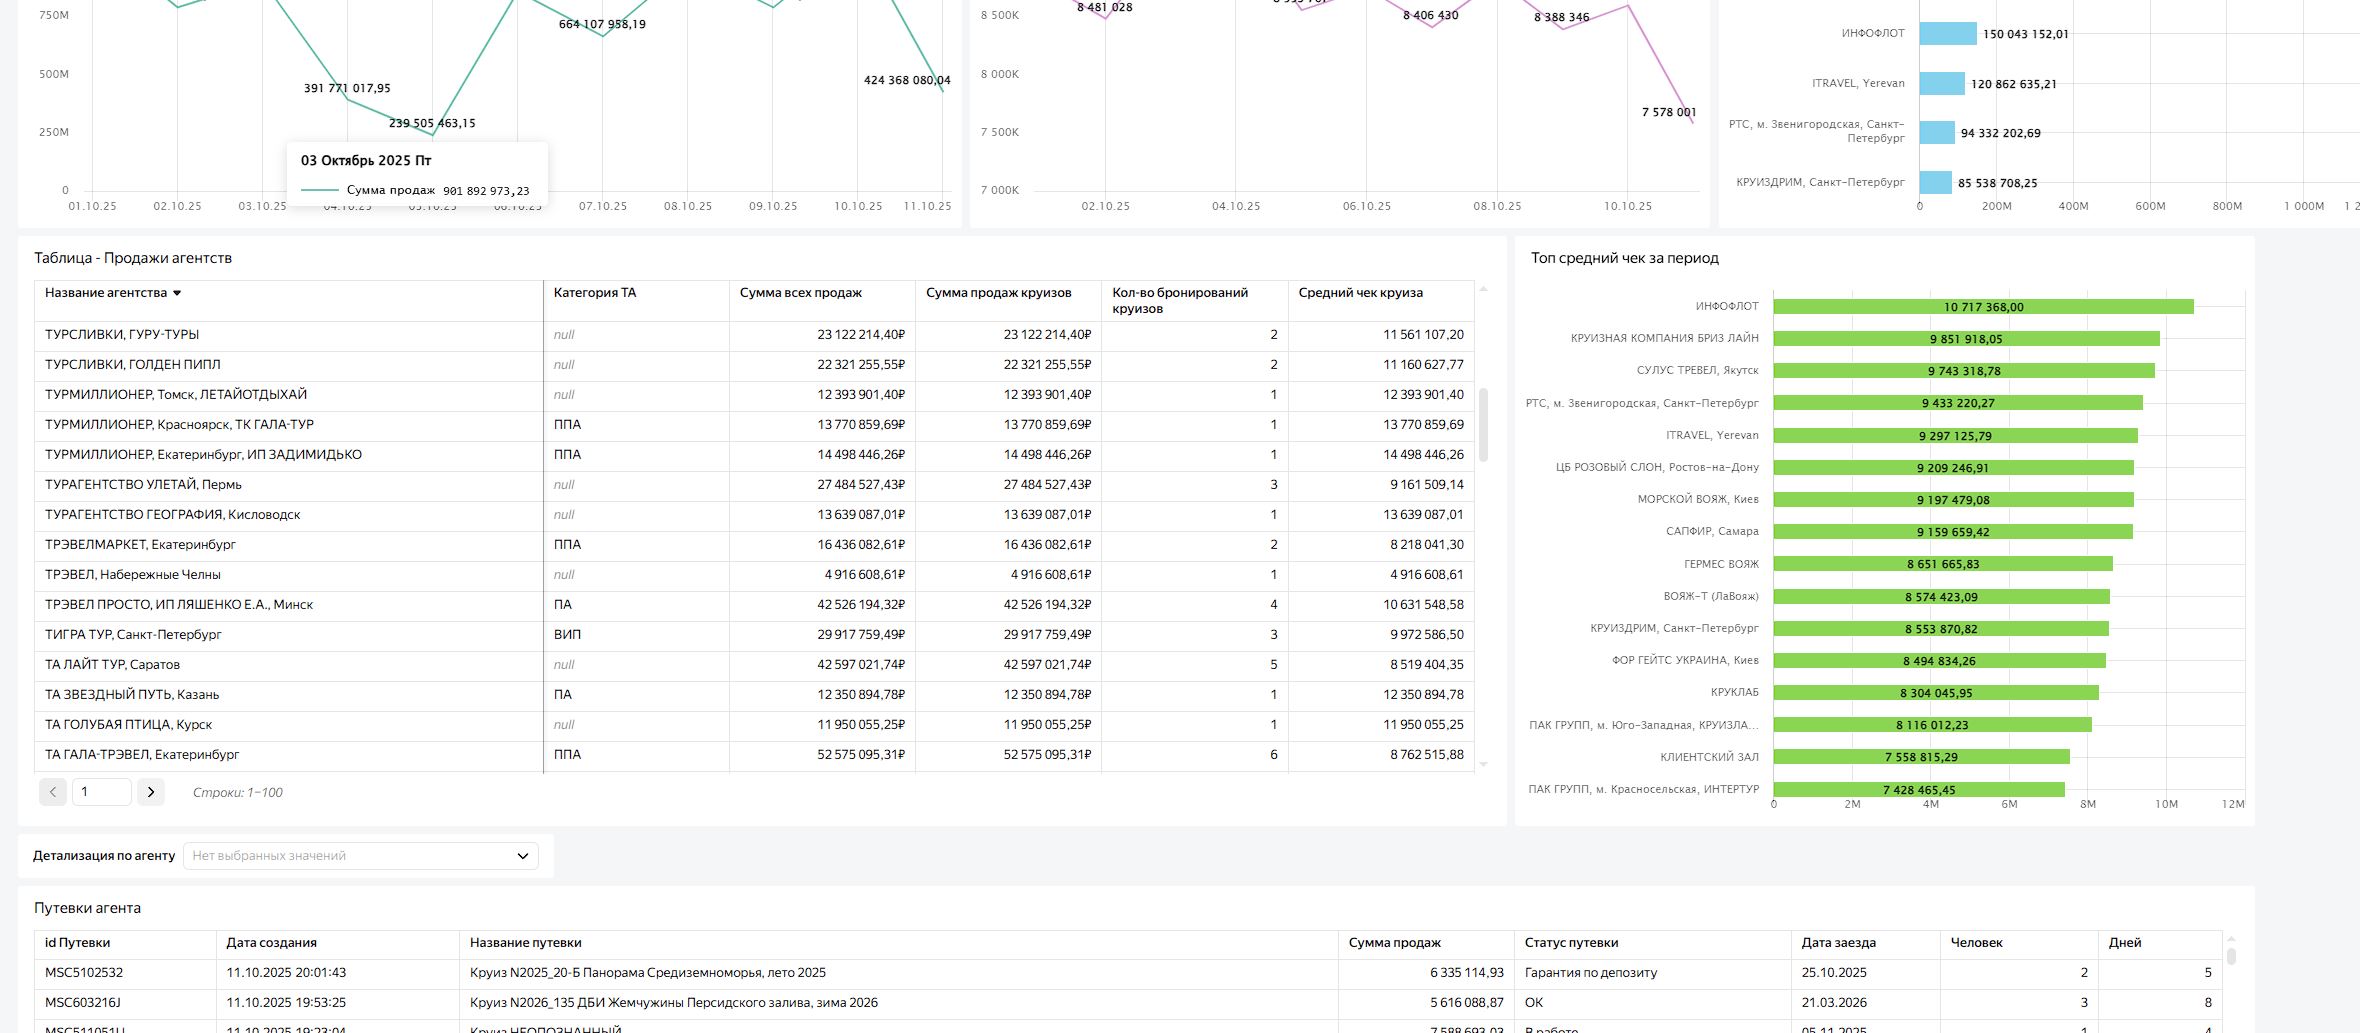 750M
500M
250M
0
664 107 958,19
391 771 017,95
239 505 463,15
424 368 080,04
03 Октябрь 2025 Пт
Сумма продаж 901 892 973,23
01.10.25 02.10.25 03.10.25 04.10.25 05.10.25 06.10.25 07.10.25 08.10.25 09.10.25 10.10.25 11.10.25
8 500K
8 000K
7 500K
7 000K
8 481 028
8 406 430
8 388 346
7 578 001
02.10.25 04.10.25 06.10.25 08.10.25 10.10.25
ИНФОФЛОТ 150 043 152,01
ITRAVEL, Yerevan 120 862 635,21
РТС, м. Звенигородская, Санкт-
Петербург 94 332 202,69
КРУИЗДРИМ, Санкт-Петербург 85 538 708,25
0 200M 400M 600M 800M 1 000M 1 2
Таблица - Продажи агентств
Название агентства Категория ТА Сумма всех продаж Сумма продаж круизов Кол-во бронирований круизов Средний чек круиза
ТУРСЛИВКИ, ГУРУ-ТУРЫ null 23 122 214,40₽ 23 122 214,40₽ 2 11 561 107,20
ТУРСЛИВКИ, ГОЛДЕН ПИПЛ null 22 321 255,55₽ 22 321 255,55₽ 2 11 160 627,77
ТУРМИЛЛИОНЕР, Томск, ЛЕТАЙОТДЫХАЙ null 12 393 901,40₽ 12 393 901,40₽ 1 12 393 901,40
ТУРМИЛЛИОНЕР, Красноярск, ТК ГАЛА-ТУР ППА 13 770 859,69₽ 13 770 859,69₽ 1 13 770 859,69
ТУРМИЛЛИОНЕР, Екатеринбург, ИП ЗАДИМИДЬКО ППА 14 498 446,26₽ 14 498 446,26₽ 1 14 498 446,26
ТУРАГЕНТСТВО УЛЕТАЙ, Пермь null 27 484 527,43₽ 27 484 527,43₽ 3 9 161 509,14
ТУРАГЕНТСТВО ГЕОГРАФИЯ, Кисловодск null 13 639 087,01₽ 13 639 087,01₽ 1 13 639 087,01
ТРЭВЕЛМАРКЕТ, Екатеринбург ППА 16 436 082,61₽ 16 436 082,61₽ 2 8 218 041,30
ТРЭВЕЛ, Набережные Челны null 4 916 608,61₽ 4 916 608,61₽ 1 4 916 608,61
ТРЭВЕЛ ПРОСТО, ИП ЛЯШЕНКО Е.А., Минск ПА 42 526 194,32₽ 42 526 194,32₽ 4 10 631 548,58
ТИГРА ТУР, Санкт-Петербург ВИП 29 917 759,49₽ 29 917 759,49₽ 3 9 972 586,50
ТА ЛАЙТ ТУР, Саратов null 42 597 021,74₽ 42 597 021,74₽ 5 8 519 404,35
ТА ЗВЕЗДНЫЙ ПУТЬ, Казань ПА 12 350 894,78₽ 12 350 894,78₽ 1 12 350 894,78
ТА ГОЛУБАЯ ПТИЦА, Курск null 11 950 055,25₽ 11 950 055,25₽ 1 11 950 055,25
ТА ГАЛА-ТРЭВЕЛ, Екатеринбург ППА 52 575 095,31₽ 52 575 095,31₽ 6 8 762 515,88
1 Строки: 1–100
Топ средний чек за период
ИНФОФЛОТ 10 717 368,00
КРУИЗНАЯ КОМПАНИЯ БРИЗ ЛАЙН 9 851 918,05
СУЛУС ТРЕВЕЛ, Якутск 9 743 318,78
РТС, м. Звенигородская, Санкт-Петербург 9 433 220,27
ITRAVEL, Yerevan 9 297 125,79
ЦБ РОЗОВЫЙ СЛОН, Ростов-на-Дону 9 209 246,91
МОРСКОЙ ВОЯЖ, Киев 9 197 479,08
САПФИР, Самара 9 159 659,42
ГЕРМЕС ВОЯЖ 8 651 665,83
ВОЯЖ-Т (ЛаВояж) 8 574 423,09
КРУИЗДРИМ, Санкт-Петербург 8 553 870,82
ФОР ГЕЙТС УКРАИНА, Киев 8 494 834,26
КРУКЛАБ 8 304 045,95
ПАК ГРУПП, м. Юго-Западная, КРУИЗЛА... 8 116 012,23
КЛИЕНТСКИЙ ЗАЛ 7 558 815,29
ПАК ГРУПП, м. Красносельская, ИНТЕРТУР 7 428 465,45
0 2M 4M 6M 8M 10M 12M
Детализация по агенту Нет выбранных значений
Путевки агента
id Путевки Дата создания Название путевки Сумма продаж Статус путевки Дата заезда Человек Дней
MSC5102532 11.10.2025 20:01:43 Круиз N2025_20-Б Панорама Средиземноморья, лето 2025 6 335 114,93 Гарантия по депозиту 25.10.2025 2 5
MSC603216J 11.10.2025 19:53:25 Круиз N2026_135 ДБИ Жемчужины Персидского залива, зима 2026 5 616 088,87 ОК 21.03.2026 3 8
11.10.2025 19:23:04 Круиз НЕОПОЗНАННЫЙ 7 588 693,03 В работе 05.11.2025 1 4